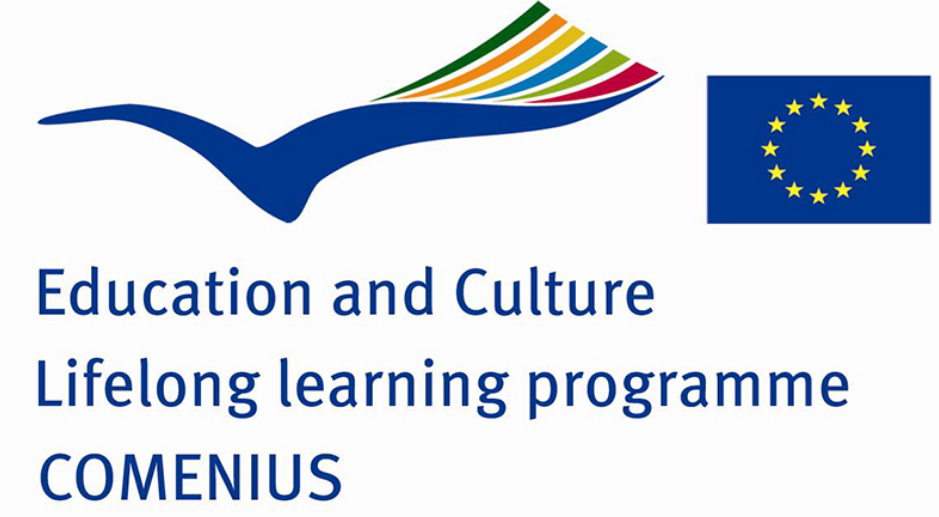 Education and Culture
Lifelong learning programme
COMENIUS